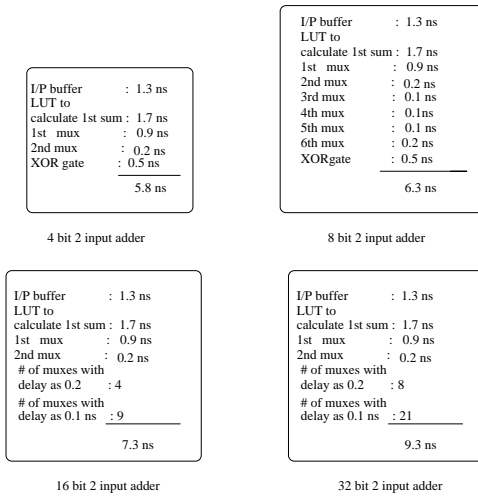 I/P buffer : 1.3 ns
LUT to
calculate 1st sum : 1.7 ns
1st mux : 0.9 ns
2nd mux : 0.2 ns
XOR gate : 0.5 ns
5.8 ns
4 bit 2 input adder
I/P buffer : 1.3 ns
LUT to
calculate 1st sum : 1.7 ns
1st mux : 0.9 ns
2nd mux : 0.2 ns
3rd mux : 0.1 ns
4th mux : 0.1ns
5th mux : 0.1 ns
6th mux : 0.2 ns
XORgate : 0.5 ns
6.3 ns
8 bit 2 input adder
I/P buffer : 1.3 ns
LUT to
calculate 1st sum : 1.7 ns
1st mux : 0.9 ns
2nd mux : 0.2 ns
# of muxes with
delay as 0.2 : 4
# of muxes with
delay as 0.1 ns : 9
7.3 ns
16 bit 2 input adder
I/P buffer : 1.3 ns
LUT to
calculate 1st sum : 1.7 ns
1st mux : 0.9 ns
2nd mux : 0.2 ns
# of muxes with
delay as 0.2 : 8
# of muxes with
delay as 0.1 ns : 21
9.3 ns
32 bit 2 input adder